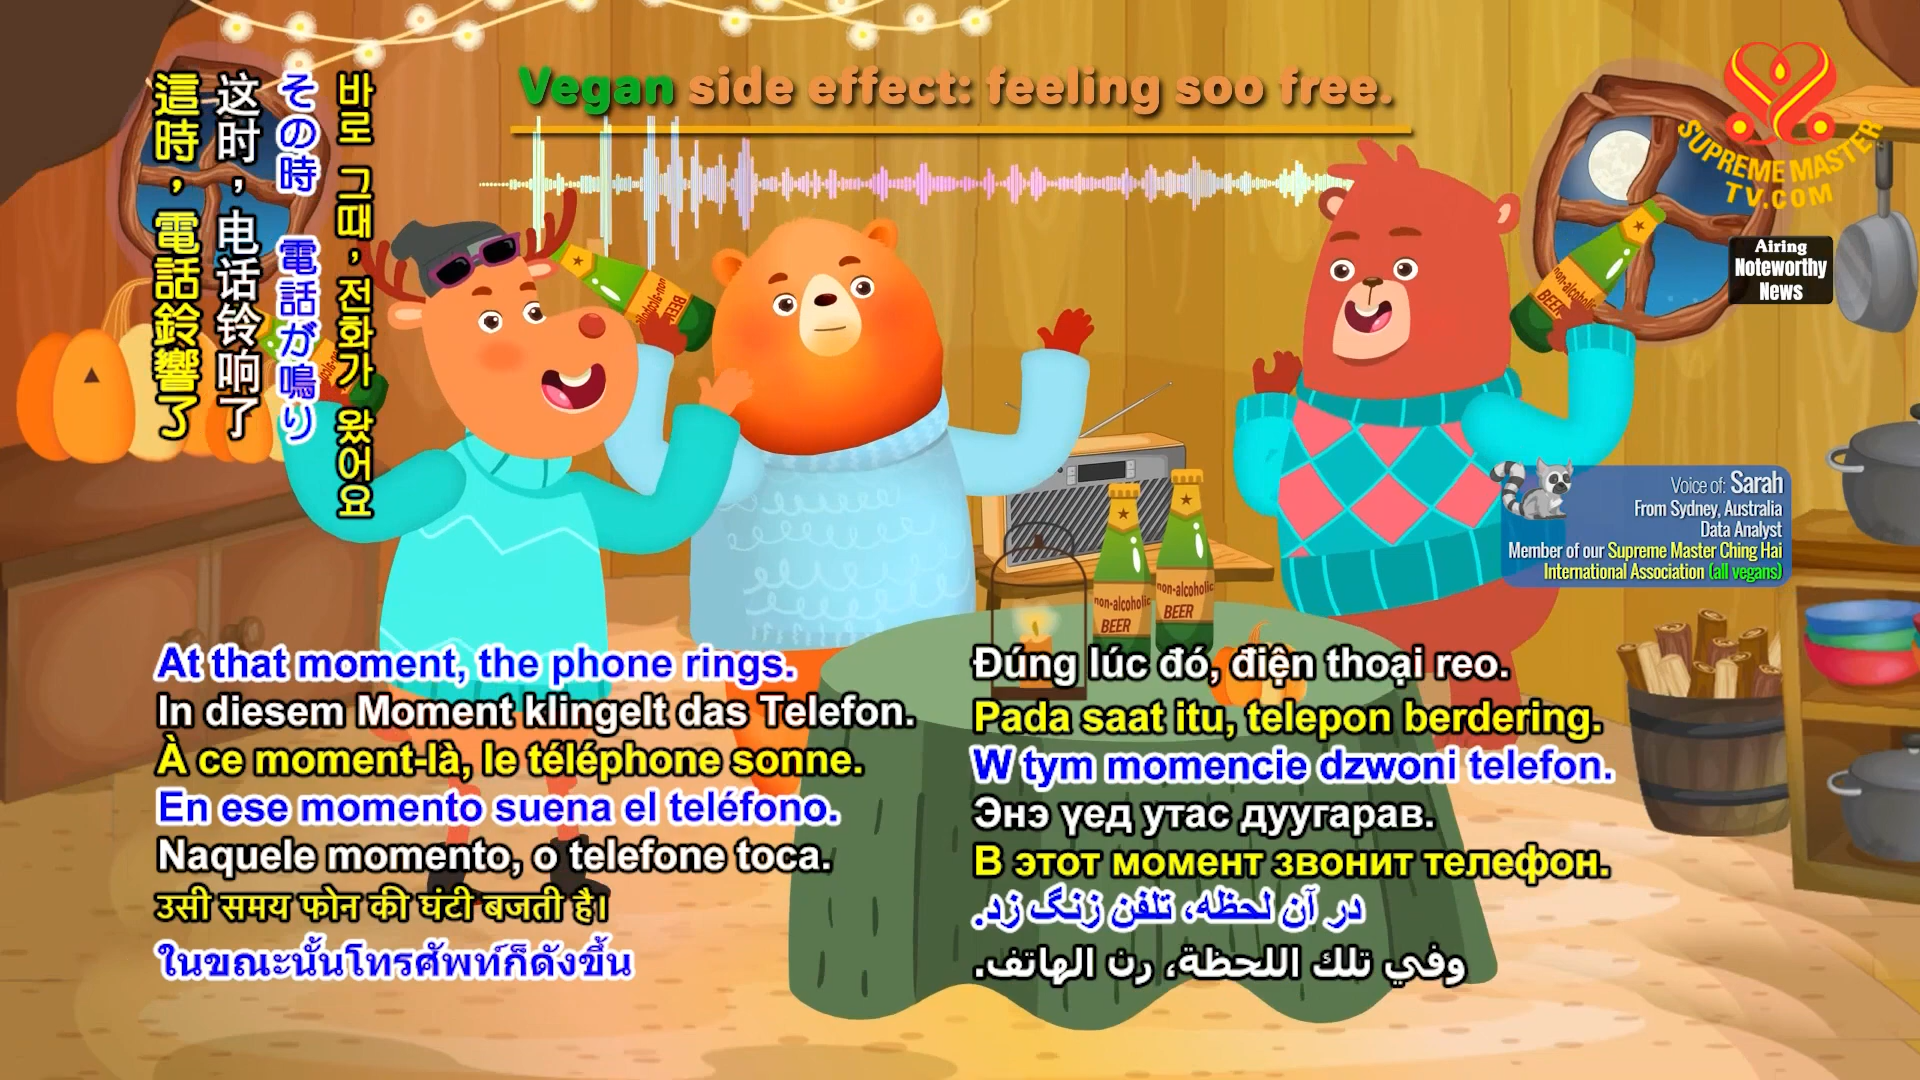 Vegan side effect: feeling soo free.
SUPREME MASTER
TV.COM
Airing
Noteworthy
News
這時，電話鈴響了
这时，电话铃响了
その時 電話が鳴り
바로 그때, 전화가 왔어요
non-alcoholic
BEER
non-alcoholic
BEER
Voice of: Sarah
From Sydney, Australia
Data Analyst
Member of our Supreme Master Ching Hai
International Association (all vegans)
non-alcoholic
BEER
non-alcoholic
BEER
At that moment, the phone rings.
In diesem Moment klingelt das Telefon.
À ce moment-là, le téléphone sonne.
En ese momento suena el teléfono.
Naquele momento, o telefone toca.
उसी समय फोन की घंटी बजती है।
ในขณะนั้นโทรศัพท์ก็ดังขึ้น
Đúng lúc đó, điện thoại reo.
Pada saat itu, telepon berdering.
W tym momencie dzwoni telefon.
Энэ үед утас дуугарав.
В этот момент звонит телефон.
در آن لحظه، تلفن زنگ زد.
وفي تلك اللحظة، رن الهاتف.